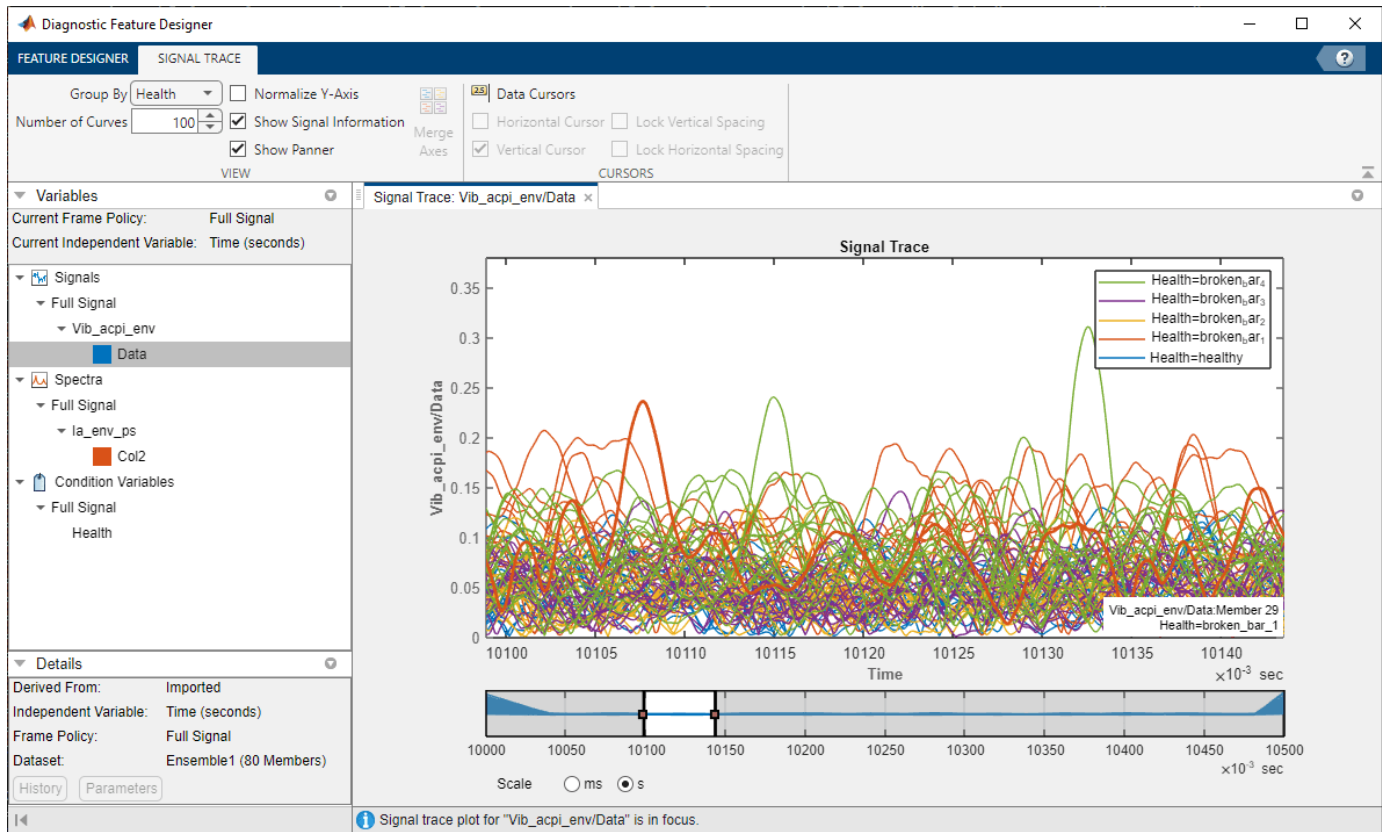 Diagnostic Feature Designer
FEATURE DESIGNER
SIGNAL TRACE
?
Group By Health
Normalize Y-Axis
Number of Curves 100
Show Signal Information
Show Panner
Merge
Axes
VIEW
2.5 Data Cursors
Horizontal Cursor
Lock Vertical Spacing
Vertical Cursor
Lock Horizontal Spacing
CURSORS
Variables
Current Frame Policy: Full Signal
Current Independent Variable: Time (seconds)
Signals
Full Signal
Vib_acpi_env
Data
Spectra
Full Signal
Ia_env_ps
Col2
Condition Variables
Full Signal
Health
Details
Derived From: Imported
Independent Variable: Time (seconds)
Frame Policy: Full Signal
Dataset: Ensemble1 (80 Members)
History
Parameters
Signal Trace: Vib_acpi_env/Data ×
Signal Trace
Vib_acpi_env/Data
0.35
0.3
0.25
0.2
0.15
0.1
0.05
0
Health=broken_bar_4
Health=broken_bar_3
Health=broken_bar_2
Health=broken_bar_1
Health=healthy
Vib_acpi_env/Data:Member 29
Health=broken_bar_1
10100 10105 10110 10115 10120 10125 10130 10135 10140
Time
×10⁻³ sec
10000 10050 10100 10150 10200 10250 10300 10350 10400 10450 10500
×10⁻³ sec
Scale ms s
Signal trace plot for "Vib_acpi_env/Data" is in focus.